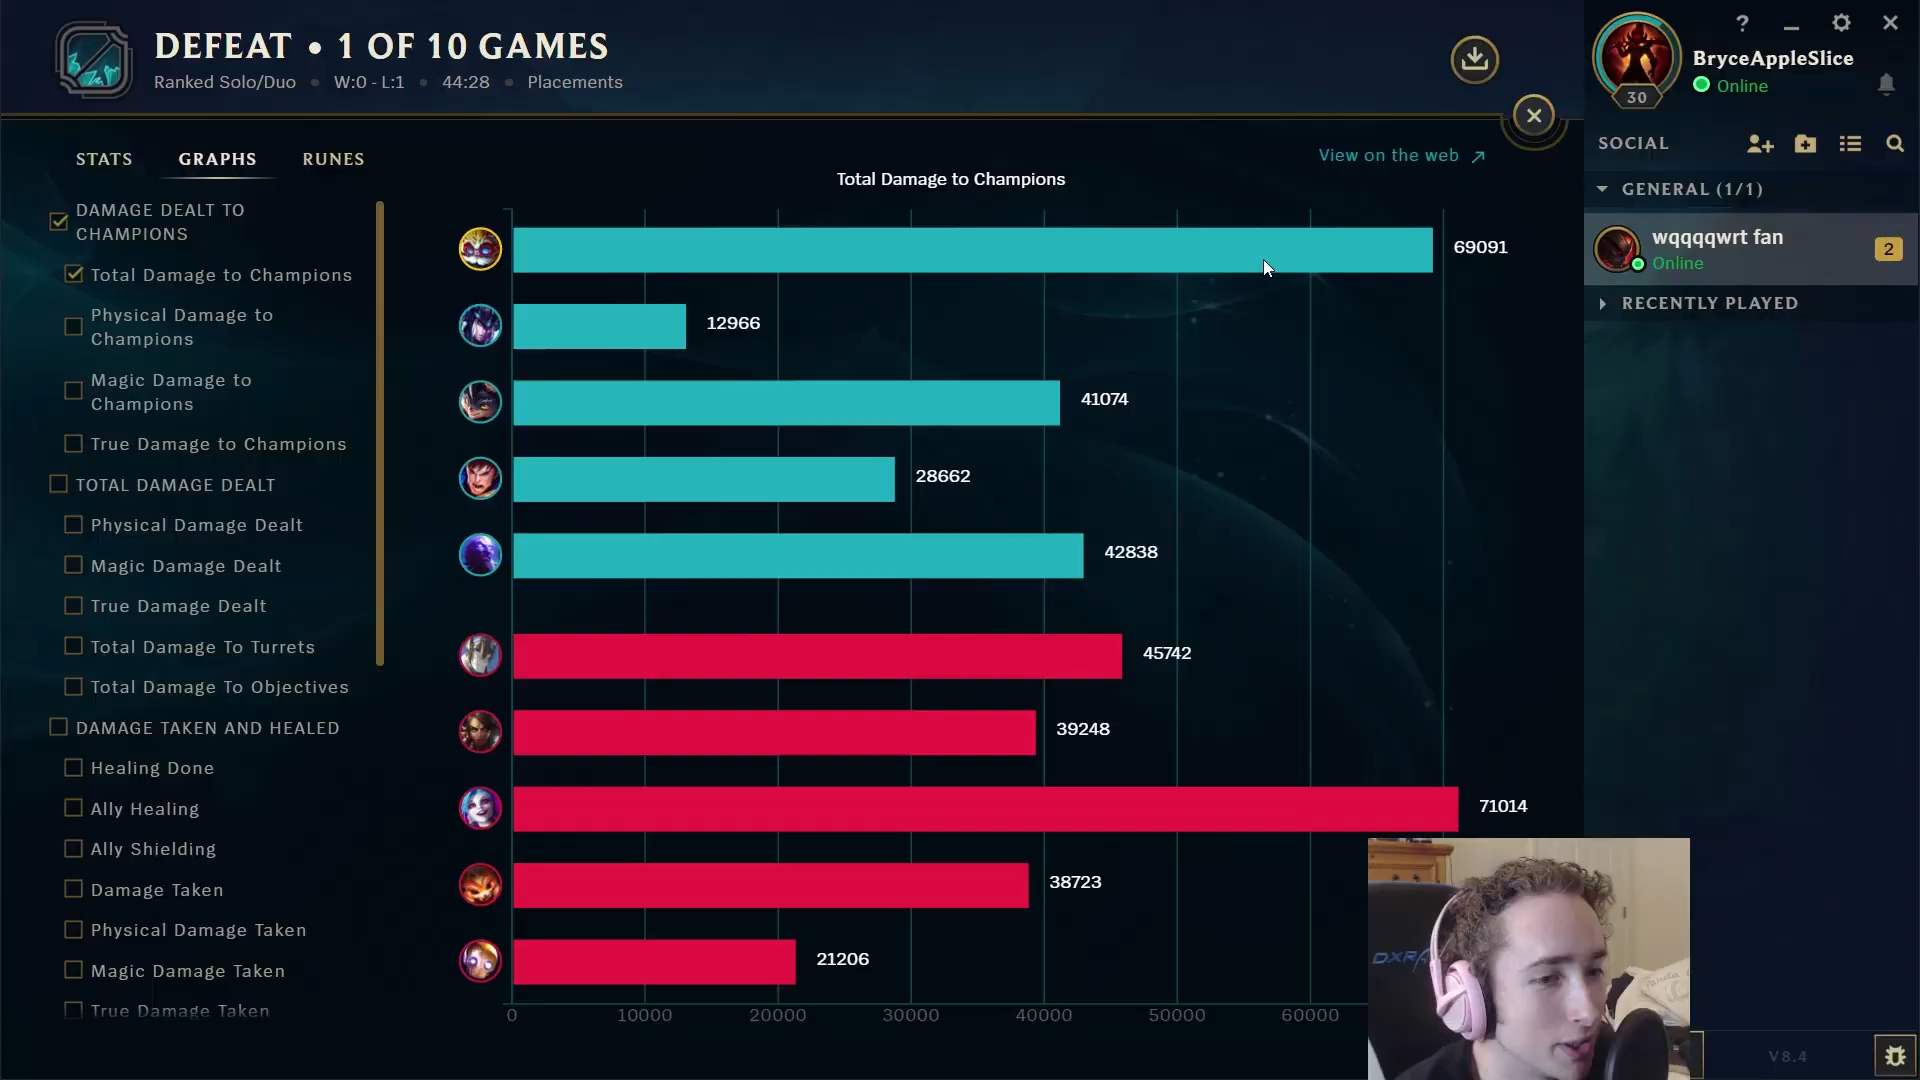 DEFEAT • 1 OF 10 GAMES
Ranked Solo/Duo • W:0 - L:1 • 44:28 • Placements
?
BryceAppleSlice
Online
30
SOCIAL
GENERAL (1/1)
wqqqqwrt fan
Online
2
RECENTLY PLAYED
STATS
GRAPHS
RUNES
View on the web
Total Damage to Champions
DAMAGE DEALT TO
CHAMPIONS
Total Damage to Champions
Physical Damage to
Champions
Magic Damage to
Champions
True Damage to Champions
TOTAL DAMAGE DEALT
Physical Damage Dealt
Magic Damage Dealt
True Damage Dealt
Total Damage To Turrets
Total Damage To Objectives
DAMAGE TAKEN AND HEALED
Healing Done
Ally Healing
Ally Shielding
Damage Taken
Physical Damage Taken
Magic Damage Taken
True Damage Taken
69091
12966
41074
28662
42838
45742
39248
71014
38723
21206
0
10000
20000
30000
40000
50000
60000
V8.4